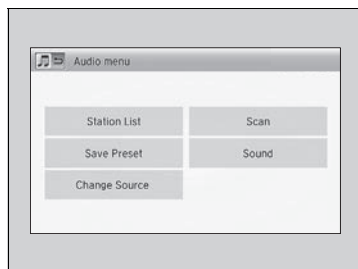 Audio menu
Station List
Scan
Save Preset
Sound
Change Source